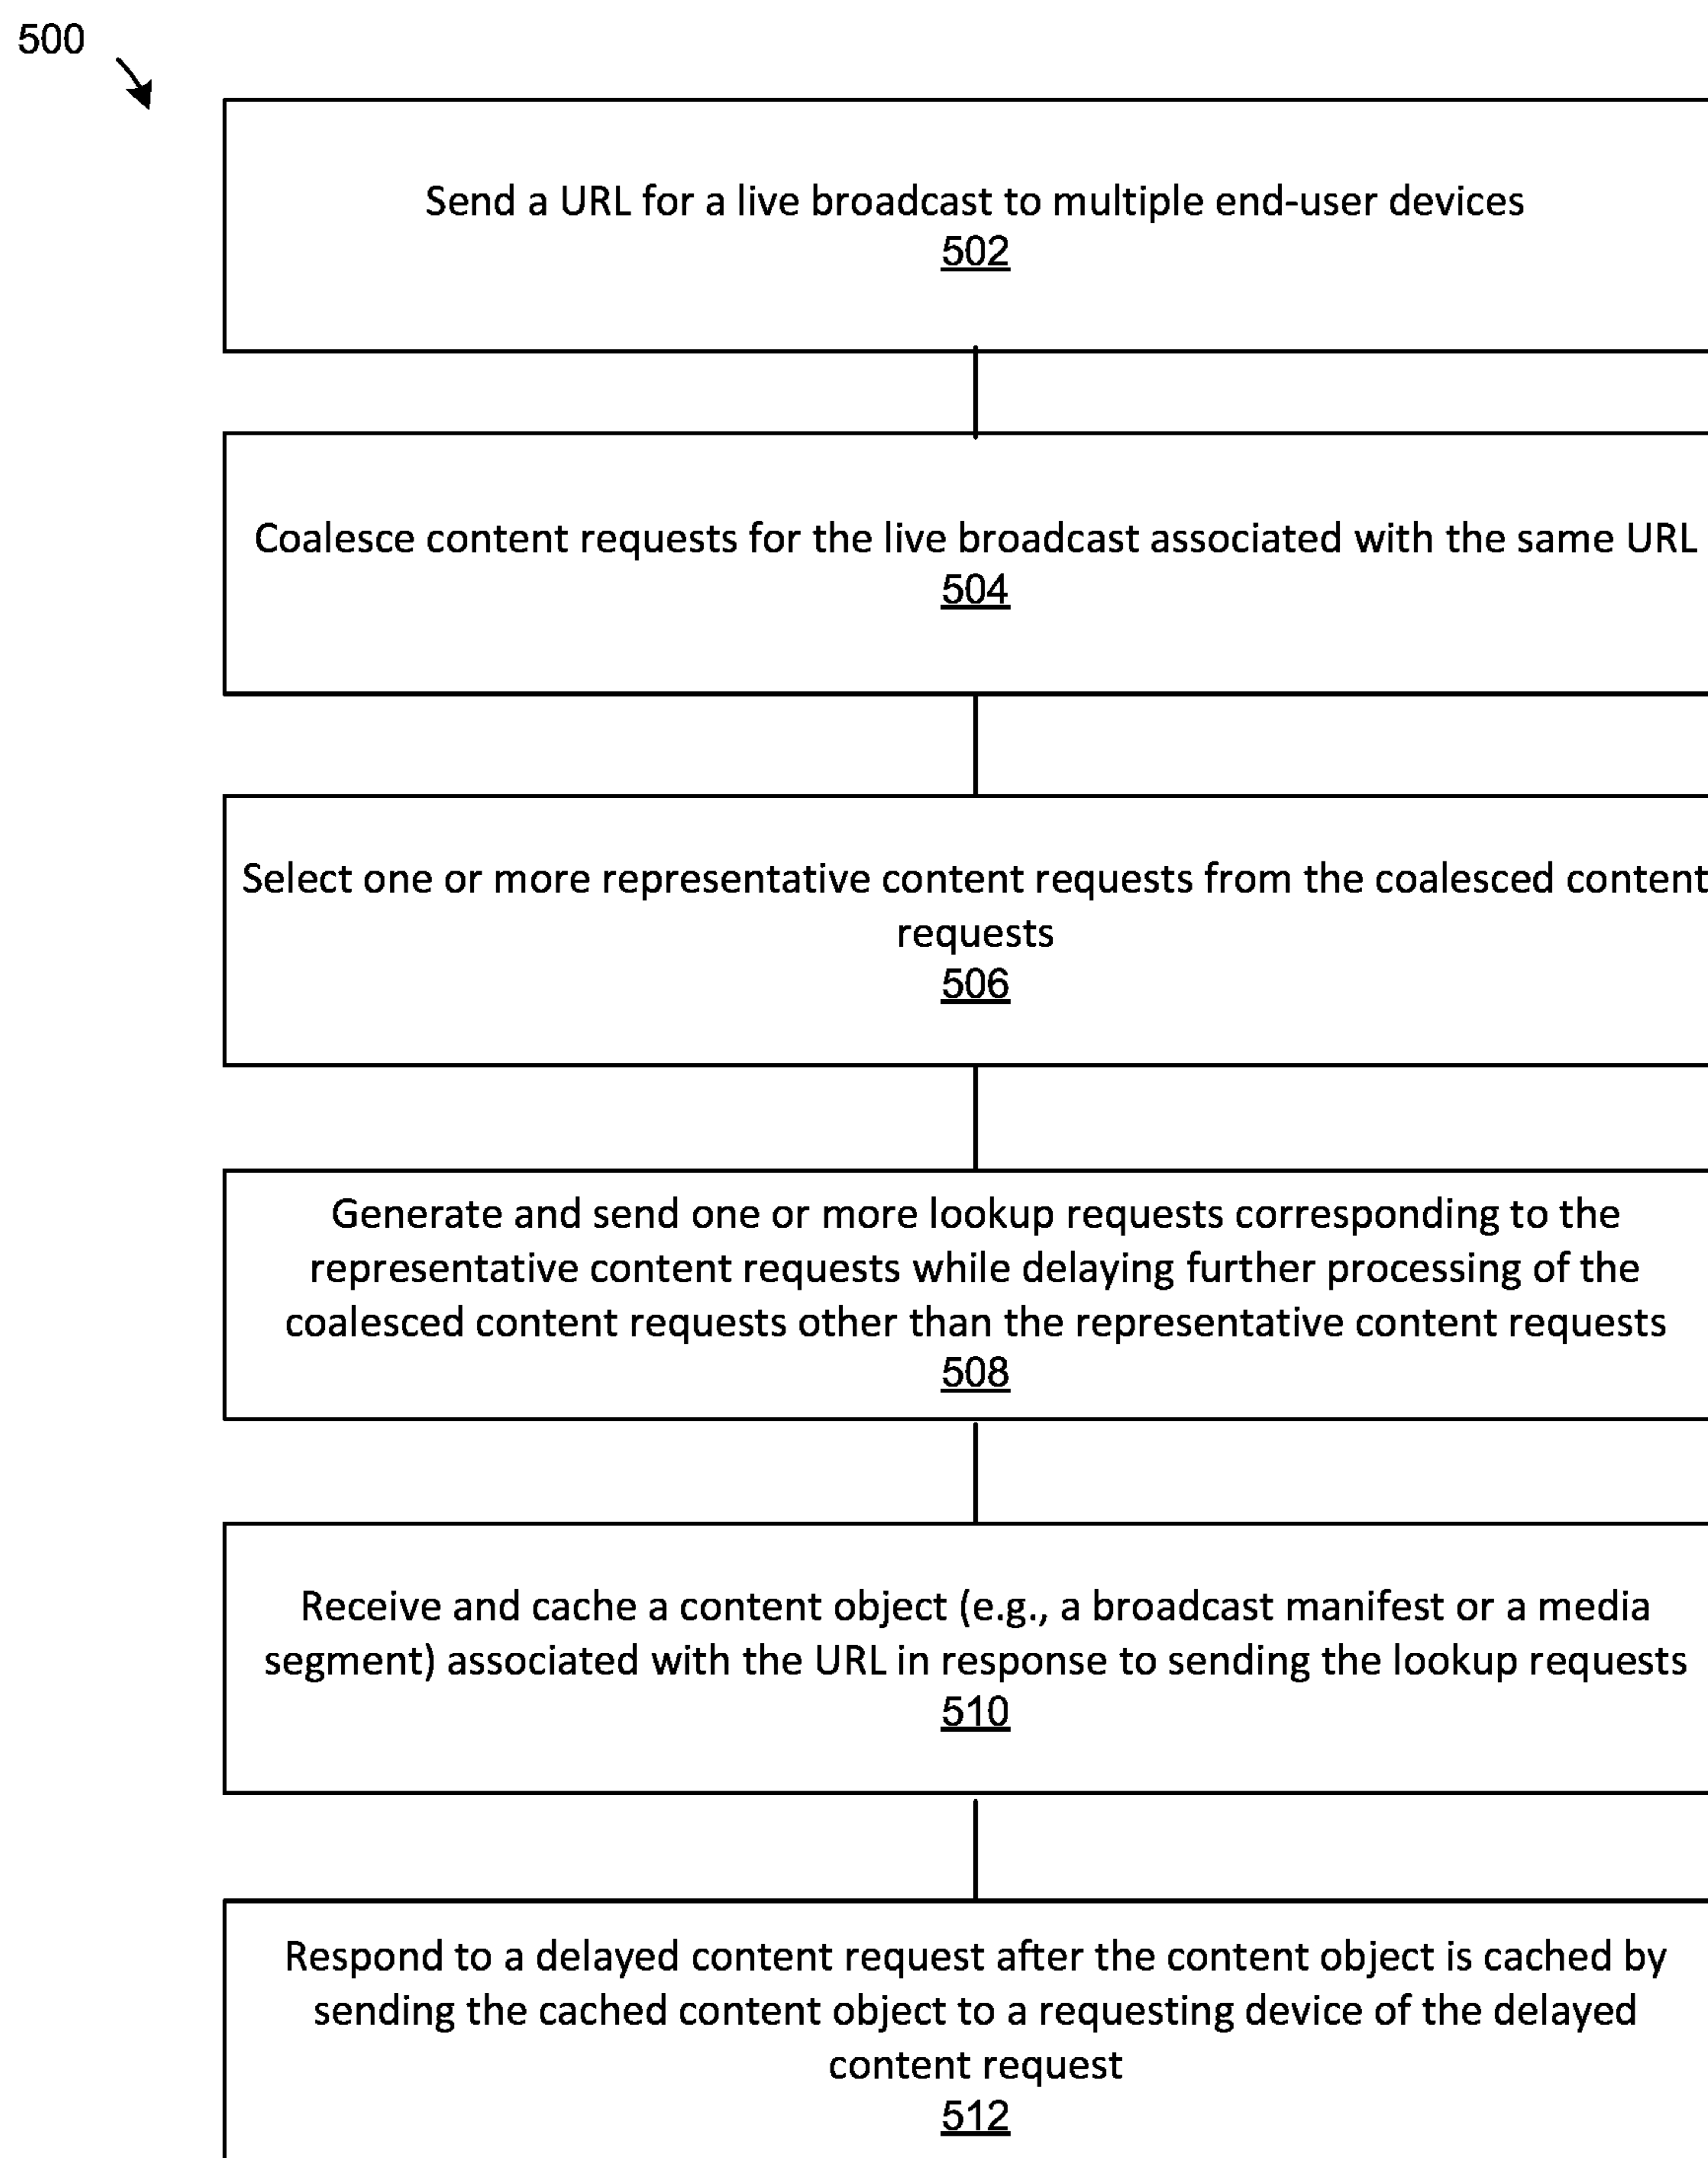 500
Send a URL for a live broadcast to multiple end-user devices
502
Coalesce content requests for the live broadcast associated with the same URL
504
Select one or more representative content requests from the coalesced content
requests
506
Generate and send one or more lookup requests corresponding to the
representative content requests while delaying further processing of the
coalesced content requests other than the representative content requests
508
Receive and cache a content object (e.g., a broadcast manifest or a media
segment) associated with the URL in response to sending the lookup requests
510
Respond to a delayed content request after the content object is cached by
sending the cached content object to a requesting device of the delayed
content request
512